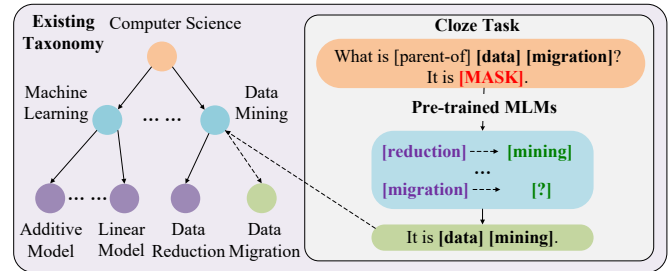 Existing
Taxonomy
Computer Science
Machine
Learning
... ...
Data
Mining
... ...
Additive
Model
Linear
Model
Data
Reduction
Data
Migration
Cloze Task
What is [parent-of] [data] [migration]?
It is [MASK].
Pre-trained MLMs
[reduction] [mining]
...
[migration] [?]
It is [data] [mining].